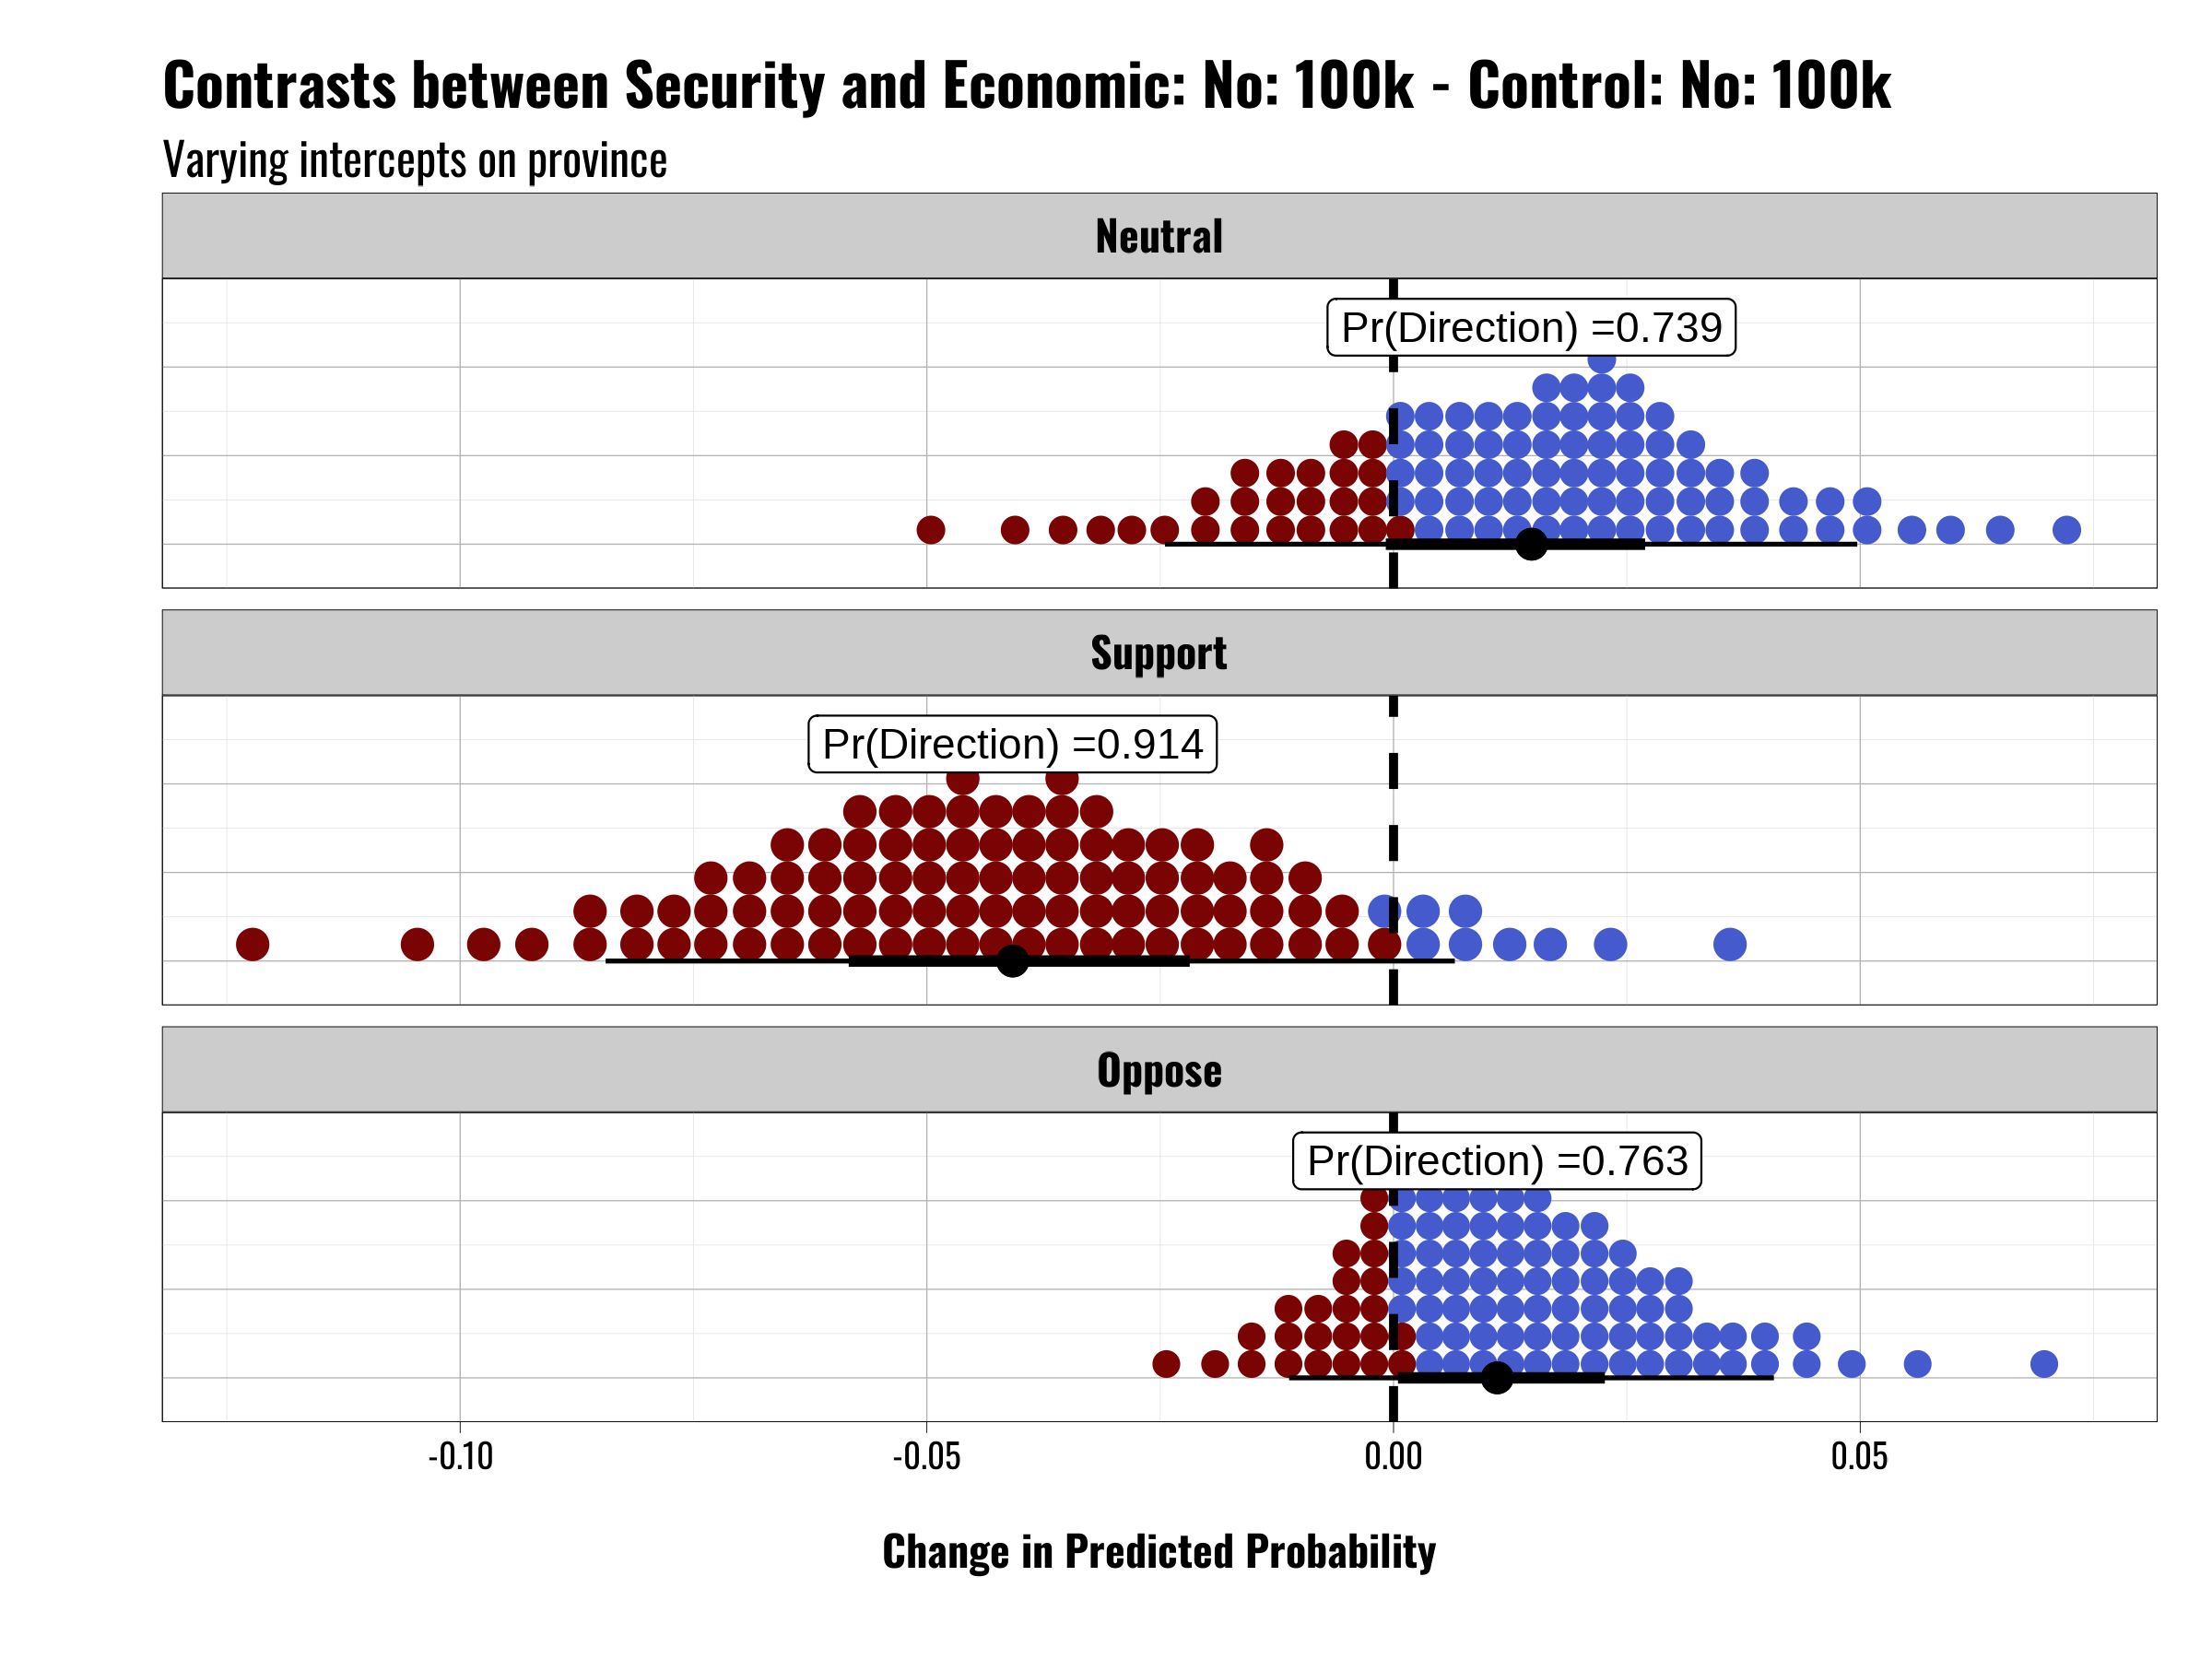 Contrasts between Security and Economic: No: 100k - Control: No: 100k
Varying intercepts on province
Neutral
Pr(Direction) =0.739
Support
Pr(Direction) =0.914
Oppose
Pr(Direction) =0.763
-0.10 -0.05 0.00 0.05
Change in Predicted Probability